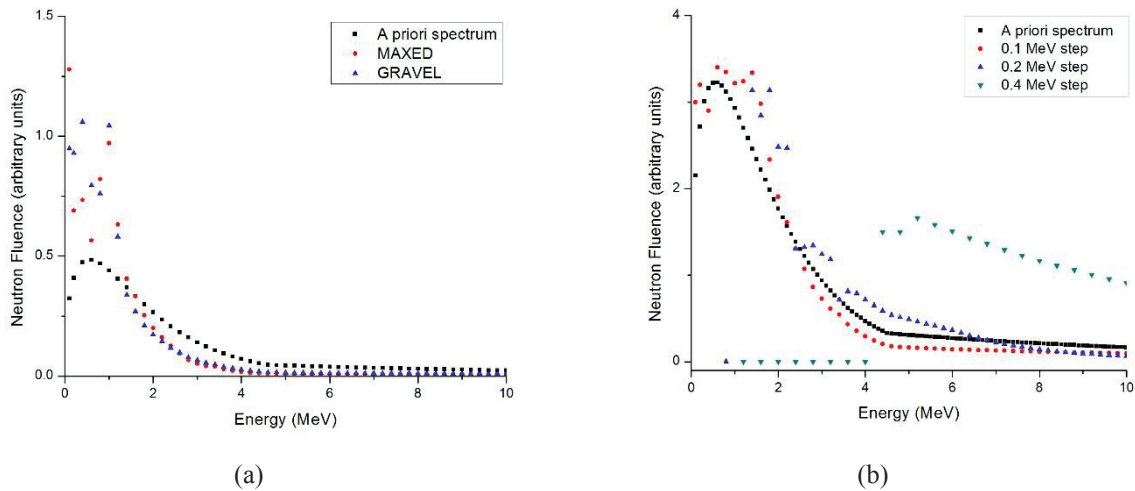 1.5
1.0
0.5
0.0
Neutron Fluence (arbitrary units)
A priori spectrum
MAXED
GRAVEL
0 2 4 6 8 10
Energy (MeV)
(a)
4
2
0
Neutron Fluence (arbitrary units)
A priori spectrum
0.1 MeV step
0.2 MeV step
0.4 MeV step
0 2 4 6 8 10
Energy (MeV)
(b)